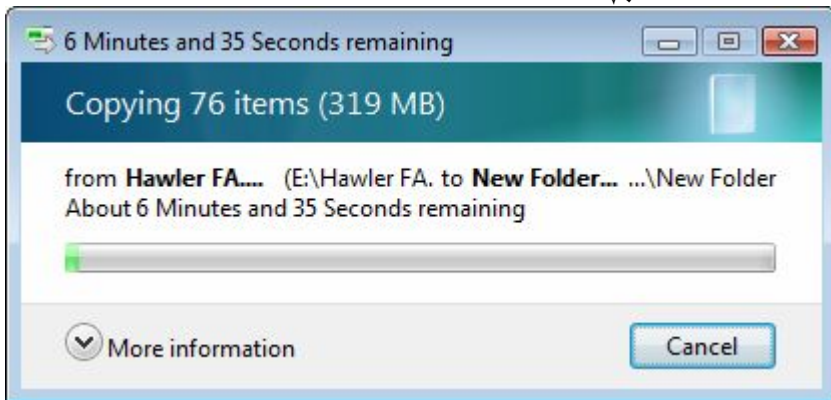 6 Minutes and 35 Seconds remaining
Copying 76 items (319 MB)
from Hawler FA.... (E:\Hawler FA. to New Folder... ...\New Folder
About 6 Minutes and 35 Seconds remaining
More information
Cancel